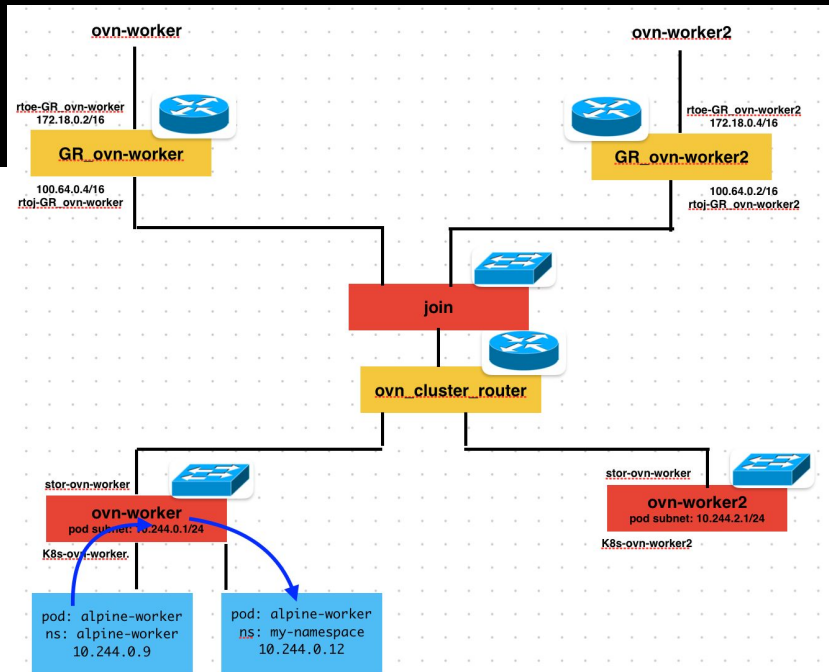 ovn-worker
ovn-worker2
rtoe-GR_ovn-worker
172.18.0.2/16
rtoe-GR_ovn-worker2
172.18.0.4/16
GR_ovn-worker
GR_ovn-worker2
100.64.0.4/16
rtoj-GR_ovn-worker
100.64.0.2/16
rtoj-GR_ovn-worker2
join
ovn_cluster_router
stor-ovn-worker
stor-ovn-worker
ovn-worker
pod subnet: 10.244.0.1/24
ovn-worker2
pod subnet: 10.244.2.1/24
K8s-ovn-worker.
K8s-ovn-worker2
pod: alpine-worker
ns: alpine-worker
10.244.0.9
pod: alpine-worker
ns: my-namespace
10.244.0.12